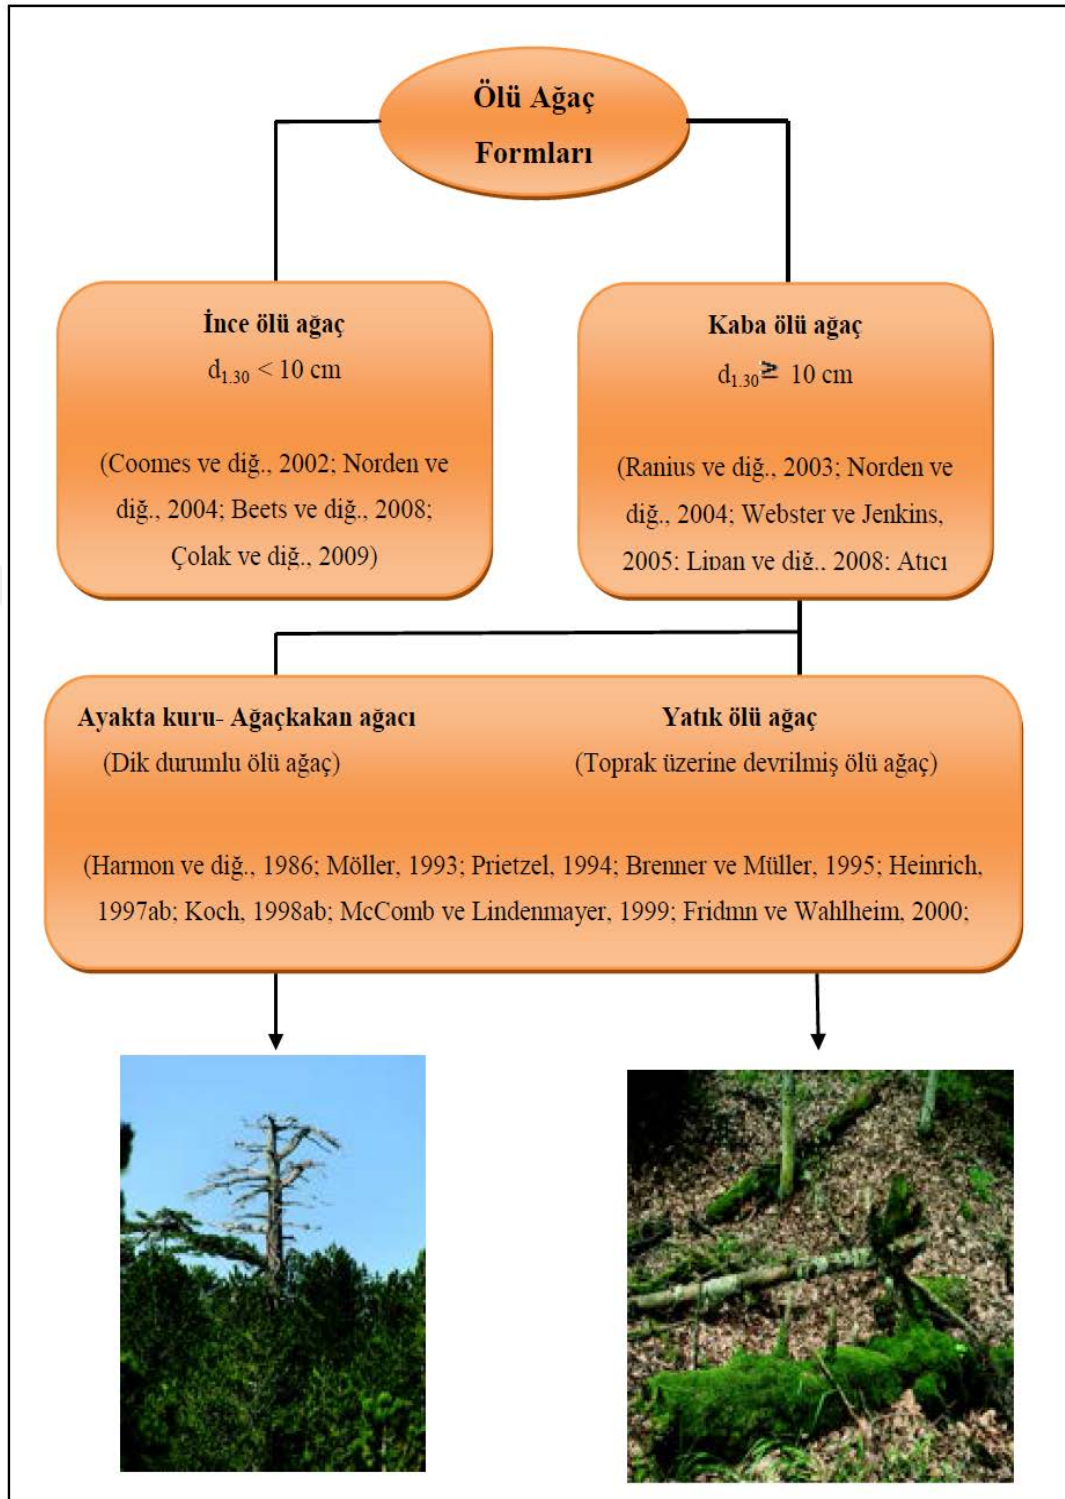 Ölü Ağaç
Formları
İnce ölü ağaç
d1.30 < 10 cm
(Coomes ve diğ., 2002; Norden ve
diğ., 2004; Beets ve diğ., 2008;
Çolak ve diğ., 2009)
Kaba ölü ağaç
d1.30 ≧ 10 cm
(Ranius ve diğ., 2003; Norden ve
diğ., 2004; Webster ve Jenkins,
2005; Lipan ve diğ., 2008; Atıcı
Ayakta kuru- Ağaçkakan ağacı
(Dik durumlu ölü ağaç)
Yatık ölü ağaç
(Toprak üzerine devrilmiş ölü ağaç)
(Harmon ve diğ., 1986; Möller, 1993; Prietzel, 1994; Brenner ve Müller, 1995; Heinrich,
1997ab; Koch, 1998ab; McComb ve Lindenmayer, 1999; Fridmn ve Wahlheim, 2000;